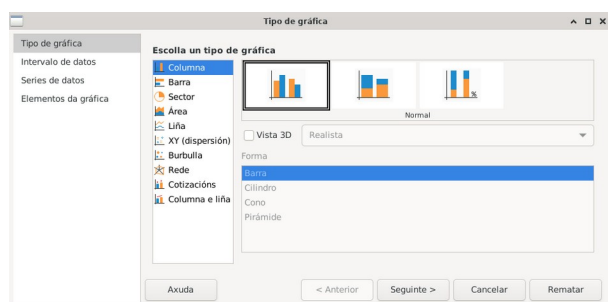 Tipo de gráfica
Tipo de gráfica
Intervalo de datos
Series de datos
Elementos da gráfica
Escolla un tipo de gráfica
Columna
Barra
Sector
Área
Liña
XY (dispersión)
Burbulla
Rede
Cotizacións
Columna e liña
%
Normal
Vista 3D
Realista
Forma
Barra
Cilindro
Cono
Pirámide
Axuda
< Anterior
Seguinte >
Cancelar
Rematar